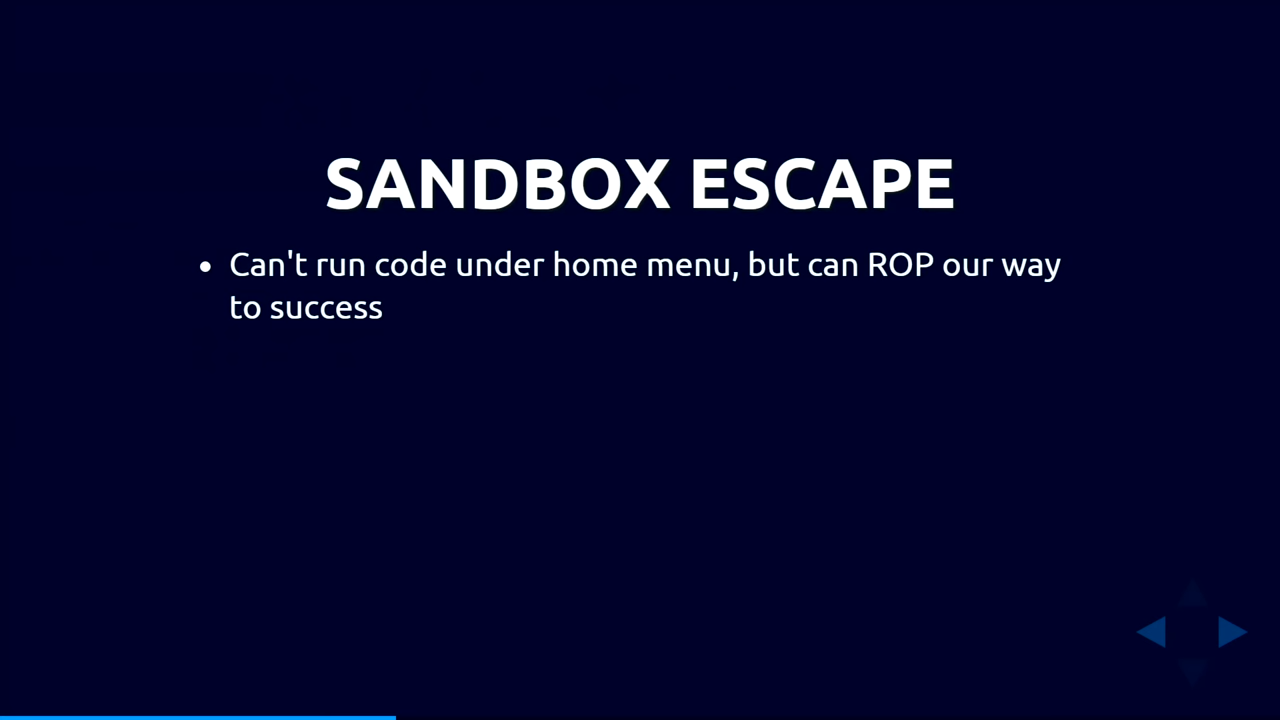 SANDBOX ESCAPE
• Can't run code under home menu, but can ROP our way
to success